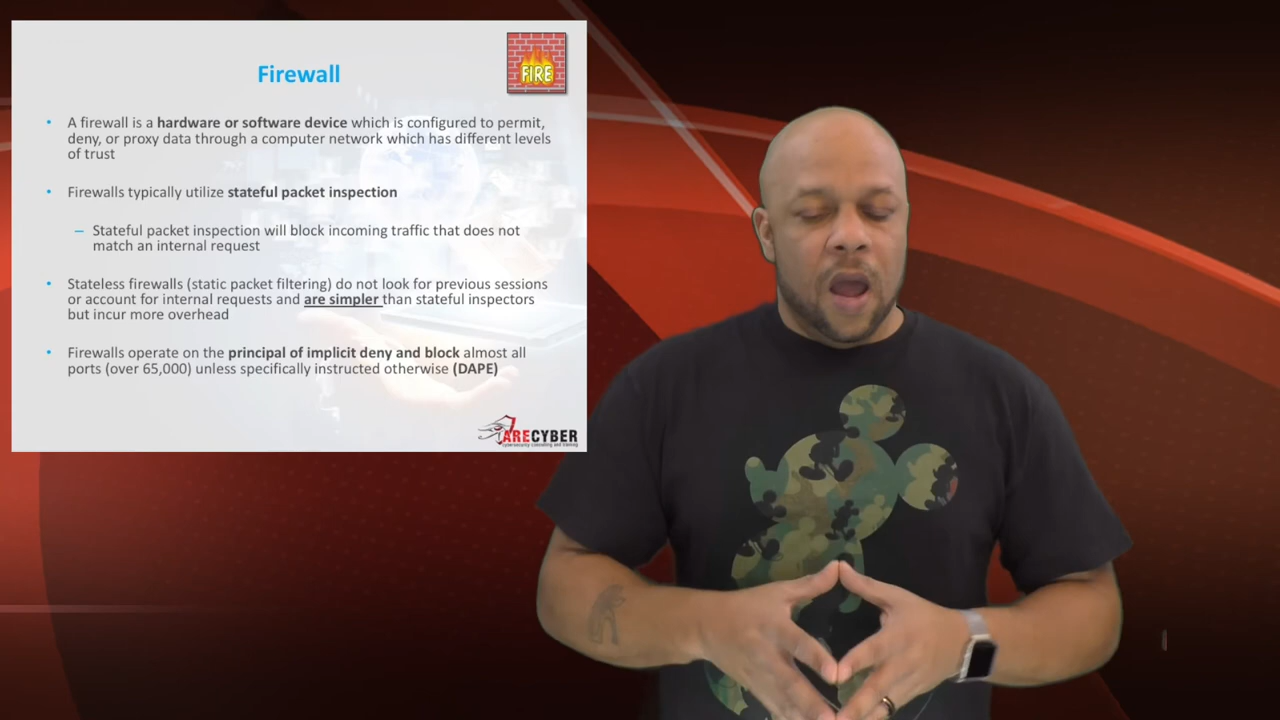 Firewall
FIRE
• A firewall is a hardware or software device which is configured to permit,
deny, or proxy data through a computer network which has different levels
of trust
• Firewalls typically utilize stateful packet inspection
– Stateful packet inspection will block incoming traffic that does not
match an internal request
• Stateless firewalls (static packet filtering) do not look for previous sessions
or account for internal requests and are simpler than stateful inspectors
but incur more overhead
• Firewalls operate on the principal of implicit deny and block almost all
ports (over 65,000) unless specifically instructed otherwise (DAPE)
ARECYBER
cybersecurity consulting and training